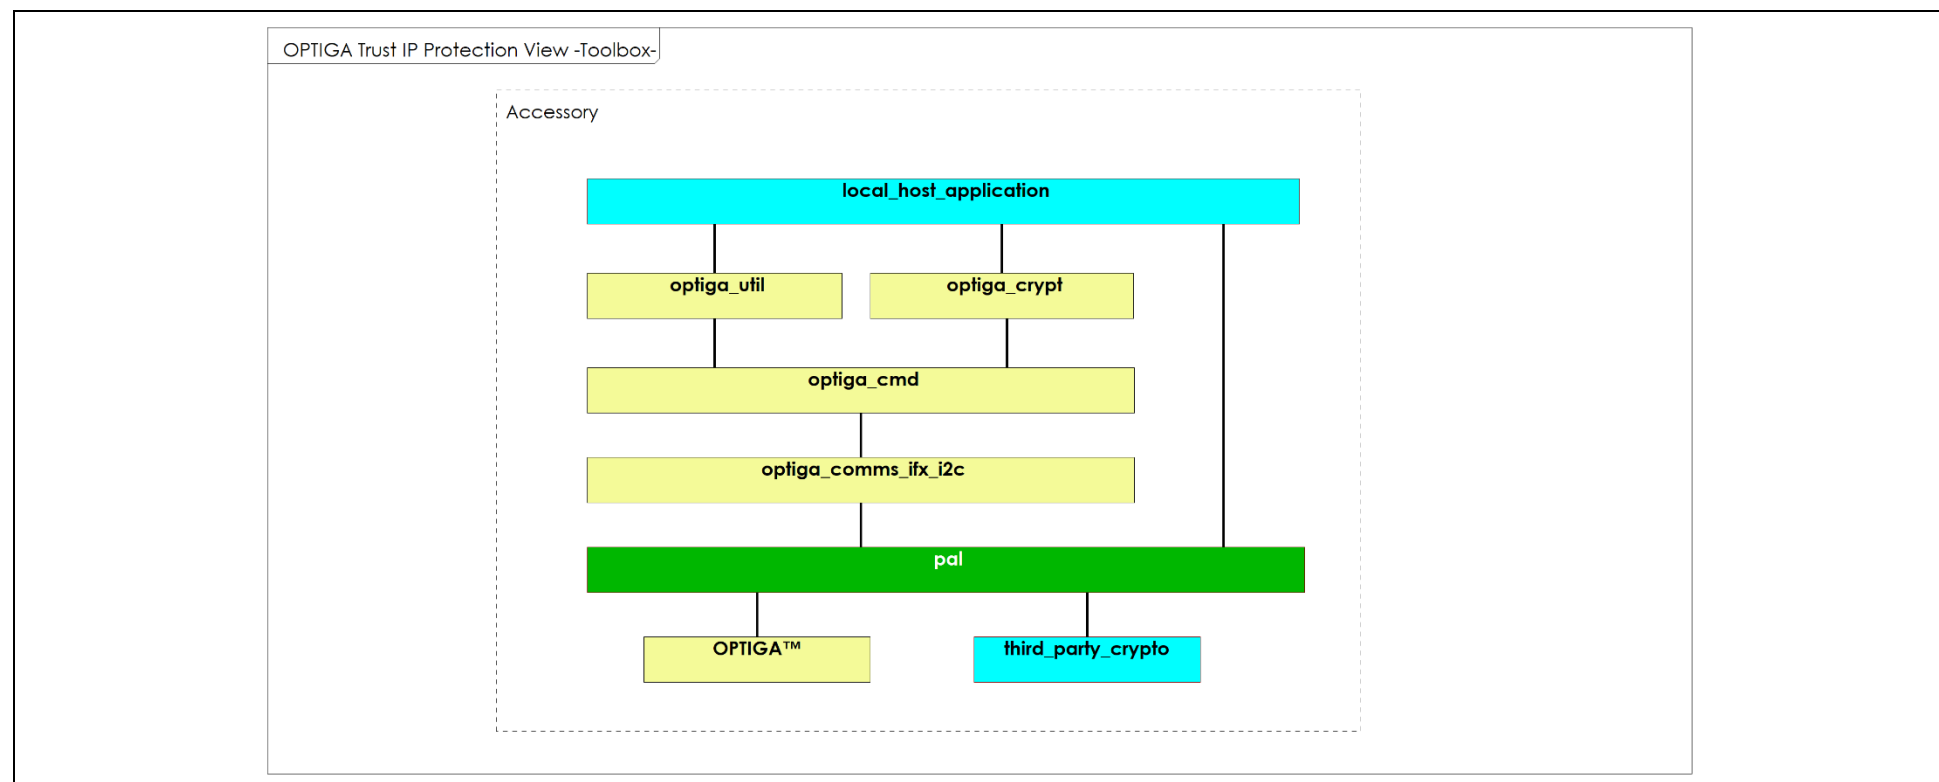 OPTIGA Trust IP Protection View -Toolbox-
Accessory
local_host_application
optiga_util
optiga_crypt
optiga_cmd
optiga_comms_ifx_i2c
pal
OPTIGA™
third_party_crypto